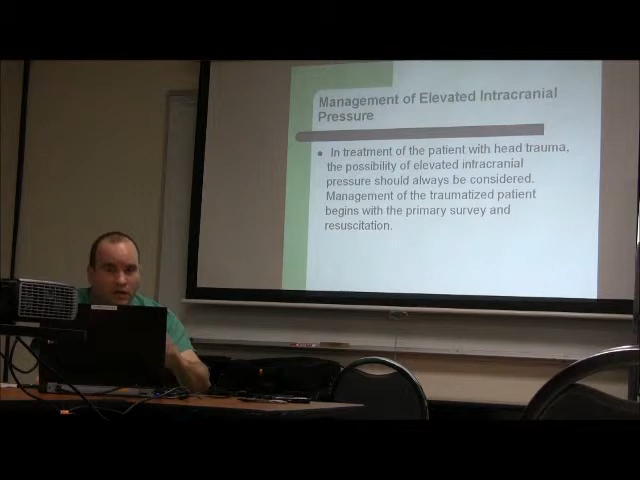 Management of Elevated Intracranial
Pressure
● In treatment of the patient with head trauma,
the possibility of elevated intracranial
pressure should always be considered.
Management of the traumatized patient
begins with the primary survey and
resuscitation.